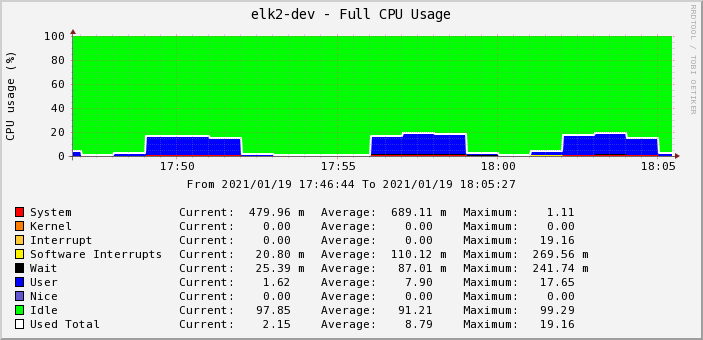 elk2-dev - Full CPU Usage
RRDTOOL / TOBI OETIKER
CPU usage (%)
100
80
60
40
20
0
17:50 17:55 18:00 18:05
From 2021/01/19 17:46:44 To 2021/01/19 18:05:27
System Current: 479.96 m Average: 689.11 m Maximum: 1.11
Kernel Current: 0.00 Average: 0.00 Maximum: 0.00
Interrupt Current: 0.00 Average: 0.00 Maximum: 19.16
Software Interrupts Current: 20.80 m Average: 110.12 m Maximum: 269.56 m
Wait Current: 25.39 m Average: 87.01 m Maximum: 241.74 m
User Current: 1.62 Average: 7.90 Maximum: 17.65
Nice Current: 0.00 Average: 0.00 Maximum: 0.00
Idle Current: 97.85 Average: 91.21 Maximum: 99.29
Used Total Current: 2.15 Average: 8.79 Maximum: 19.16